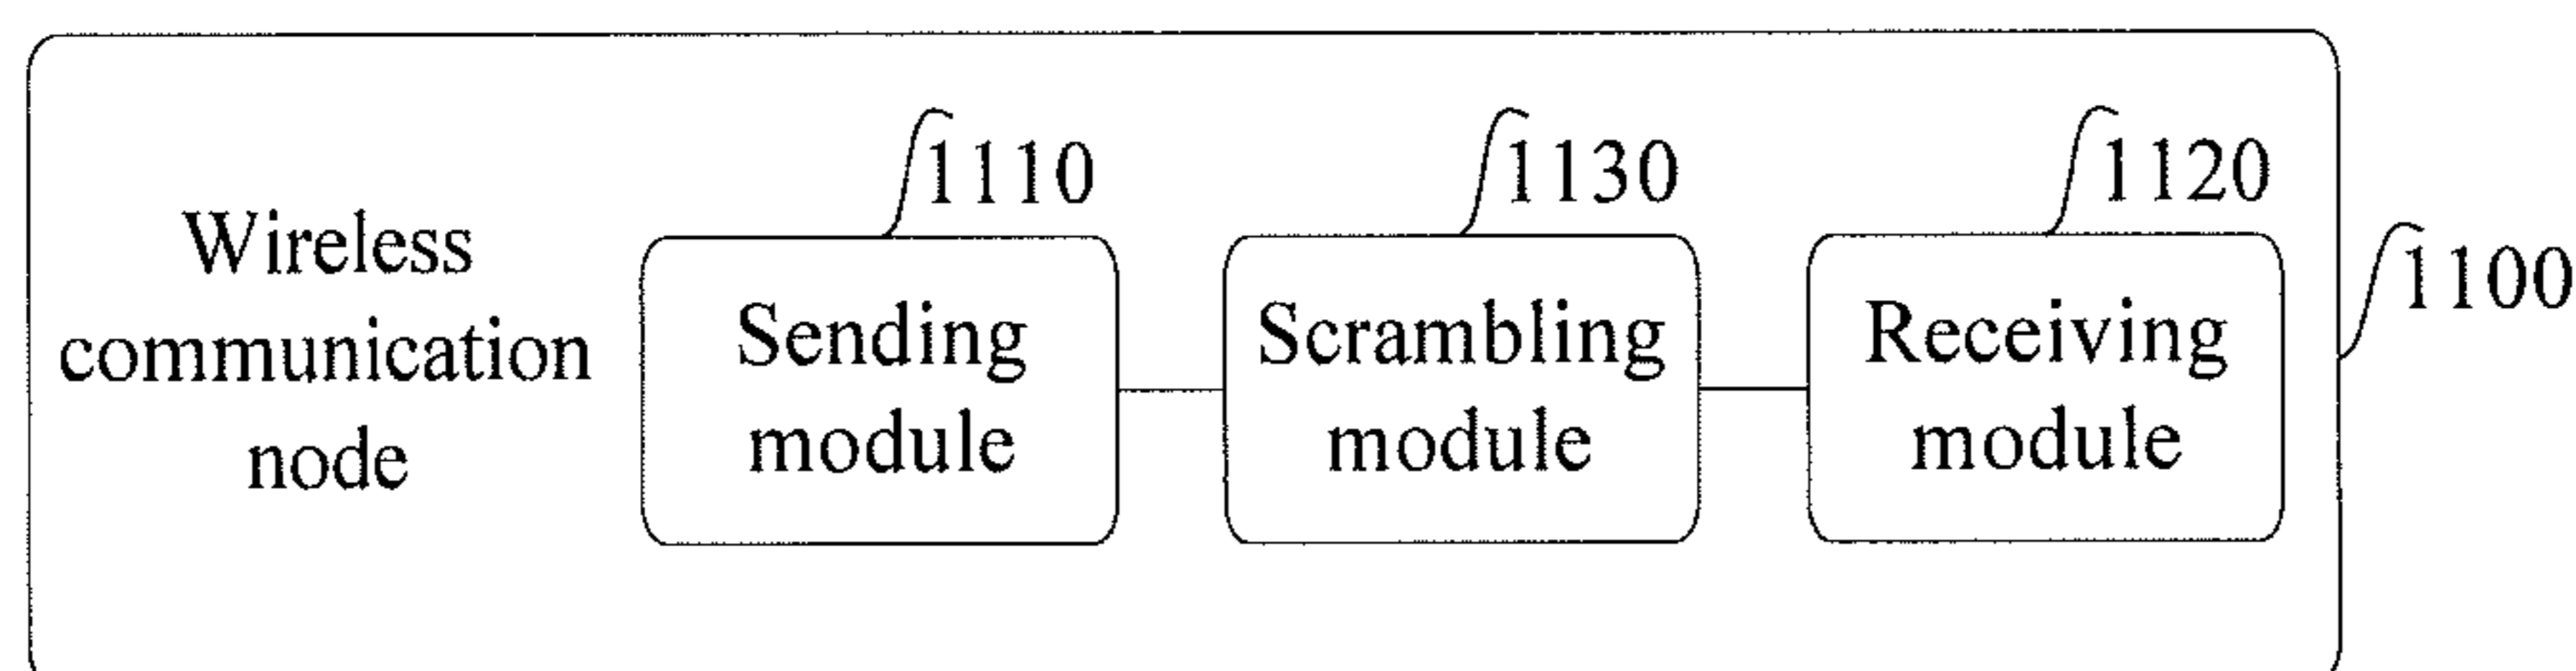 1110
1130
1120
1100
Wireless
communication
node
Sending
module
Scrambling
module
Receiving
module